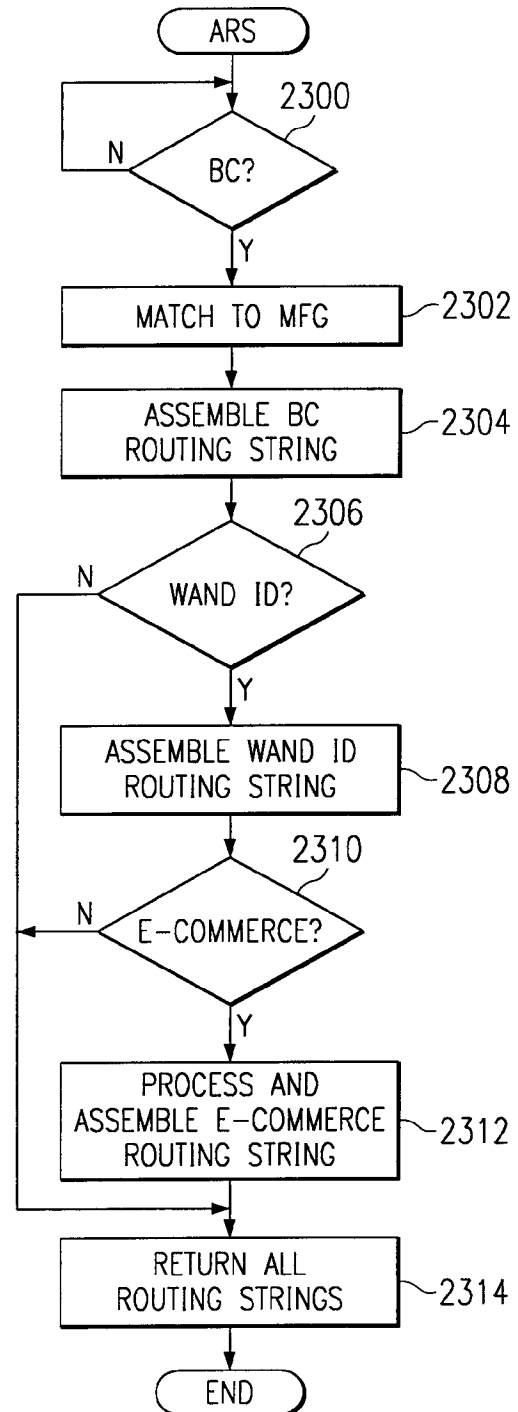 ARS
2300
N
BC?
Y
MATCH TO MFG
2302
ASSEMBLE BC
ROUTING STRING
2304
2306
N
WAND ID?
Y
ASSEMBLE WAND ID
ROUTING STRING
2308
2310
N
E-COMMERCE?
Y
PROCESS AND
ASSEMBLE E-COMMERCE
ROUTING STRING
2312
RETURN ALL
ROUTING STRINGS
2314
END